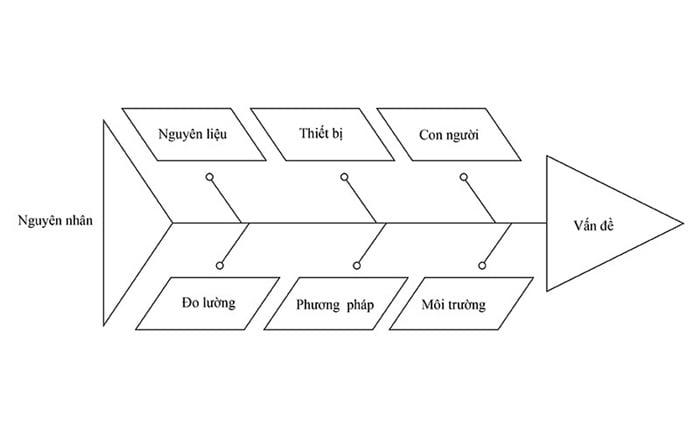 Nguyên liệu
Thiết bị
Con người
Nguyên nhân
Vấn đề
Đo lường
Phương pháp
Môi trường